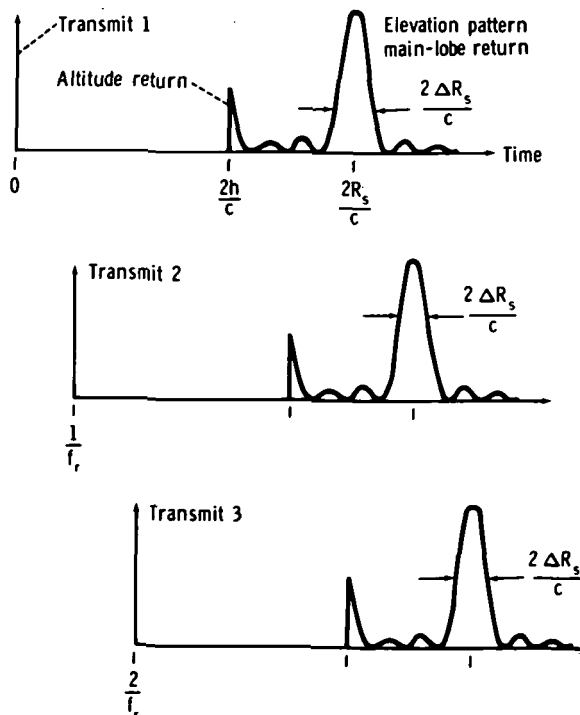 Transmit 1
Elevation pattern
main-lobe return
Altitude return
2 ΔR_s
c
Time
0
2h
c
2R_s
c
Transmit 2
2 ΔR_s
c
1
f_r
Transmit 3
2 ΔR_s
c
2
f_r